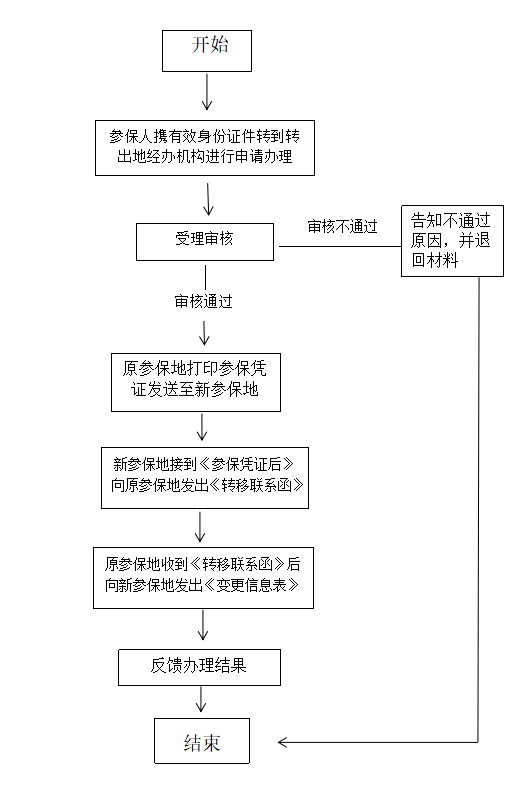 开始
参保人携有效身份证件转到转
出地经办机构进行申请办理
受理审核
审核不通过
告知不通过
原因，并退
回材料
审核通过
原参保地打印参保凭
证发送至新参保地
新参保地接到《参保凭证后》
向原参保地发出《转移联系函》
原参保地收到《转移联系函》后
向新参保地发出《变更信息表》
反馈办理结果
结束